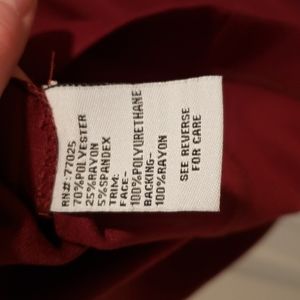 RN#-77025
70%POLYESTER
25%RAYON
5%SPANDEX
TRIM:
FACE-
100%POLYURETHANE
BACKING-
100%RAYON
SEE REVERSE
FOR CARE